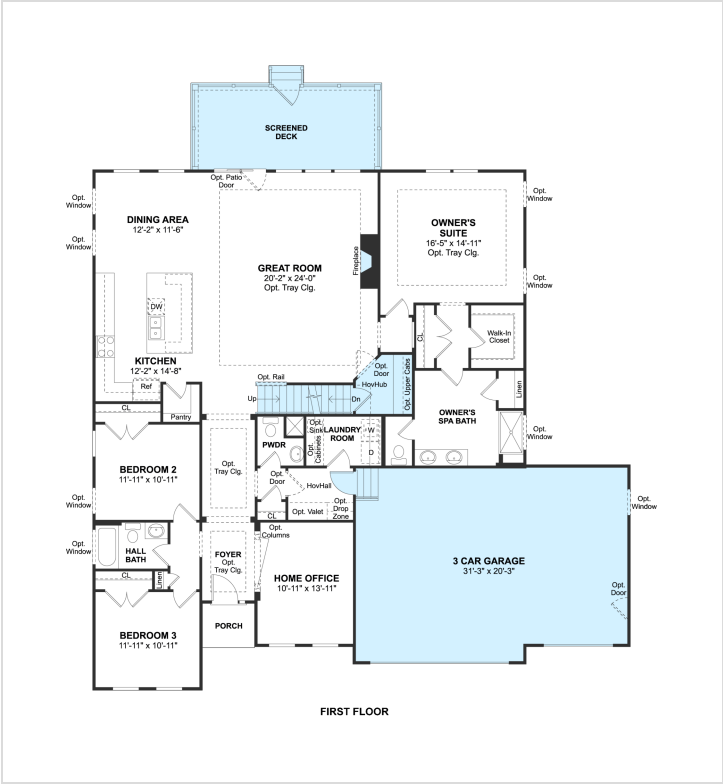 SCREENED
DECK
Opt. Patio
Door
Opt.
Window
Opt.
Window
DINING AREA
12'-2" x 11'-6"
GREAT ROOM
20'-2" x 24'-0"
Opt. Tray Clg.
Fireplace
OWNER'S
SUITE
16'-5" x 14'-11"
Opt. Tray Clg.
Opt.
Window
Opt.
Window
DW
KITCHEN
12'-2" x 14'-8"
Ref
CL
Pantry
CL
Walk-In
Closet
Linen
Opt.
Door
HovHub
Opt. Upper Cabs
Opt. Rail
Up
Dn
OWNER'S
SPA BATH
Opt.
Window
PWDR
Opt.
Sink
Opt.
Cabinets
LAUNDRY
ROOM
W
D
BEDROOM 2
11'-11" x 10'-11"
Opt.
Window
Opt.
Tray Clg.
Opt.
Door
HovHall
CL
Opt. Valet
Opt.
Drop
Zone
Opt.
Window
HALL
BATH
CL
Linen
FOYER
Opt.
Tray Clg.
Opt.
Columns
HOME OFFICE
10'-11" x 13'-11"
3 CAR GARAGE
31'-3" x 20'-3"
Opt.
Window
Opt.
Door
BEDROOM 3
11'-11" x 10'-11"
PORCH
FIRST FLOOR